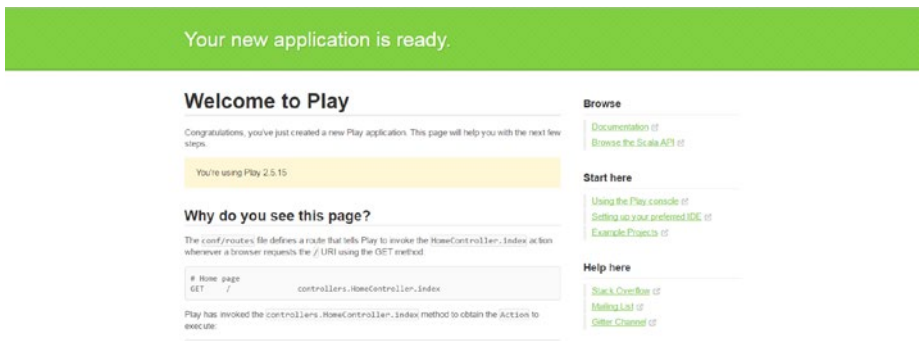 Your new application is ready.
Welcome to Play
Congratulations, you've just created a new Play application. This page will help you with the next few
steps.
You're using Play 2.5.15
Why do you see this page?
The conf/routes file defines a route that tells Play to invoke the HomeController.index action
whenever a browser requests the / URI using the GET method.
# Home page
GET / controllers.HomeController.index
Play has invoked the controllers.HomeController.index method to obtain the Action to
execute:
Browse
Documentation
Browse the Scala API
Start here
Using the Play console
Setting up your preferred IDE
Example Projects
Help here
Stack Overflow
Mailing List
Gitter Channel